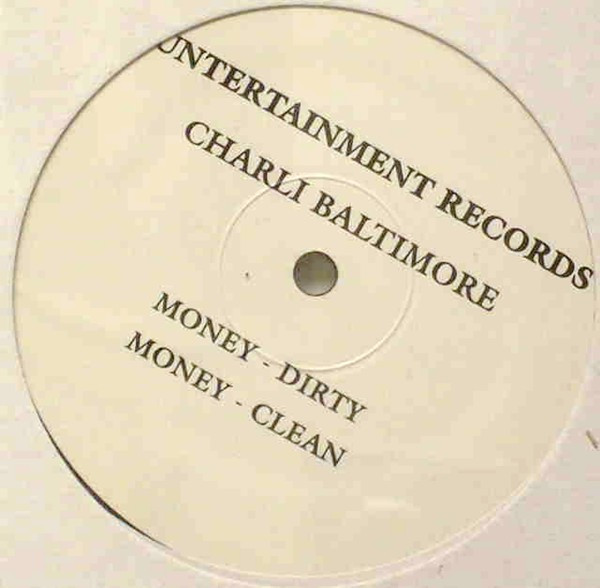 UNTERTAINMENT RECORDS
CHARLI BALTIMORE
MONEY - DIRTY
MONEY - CLEAN